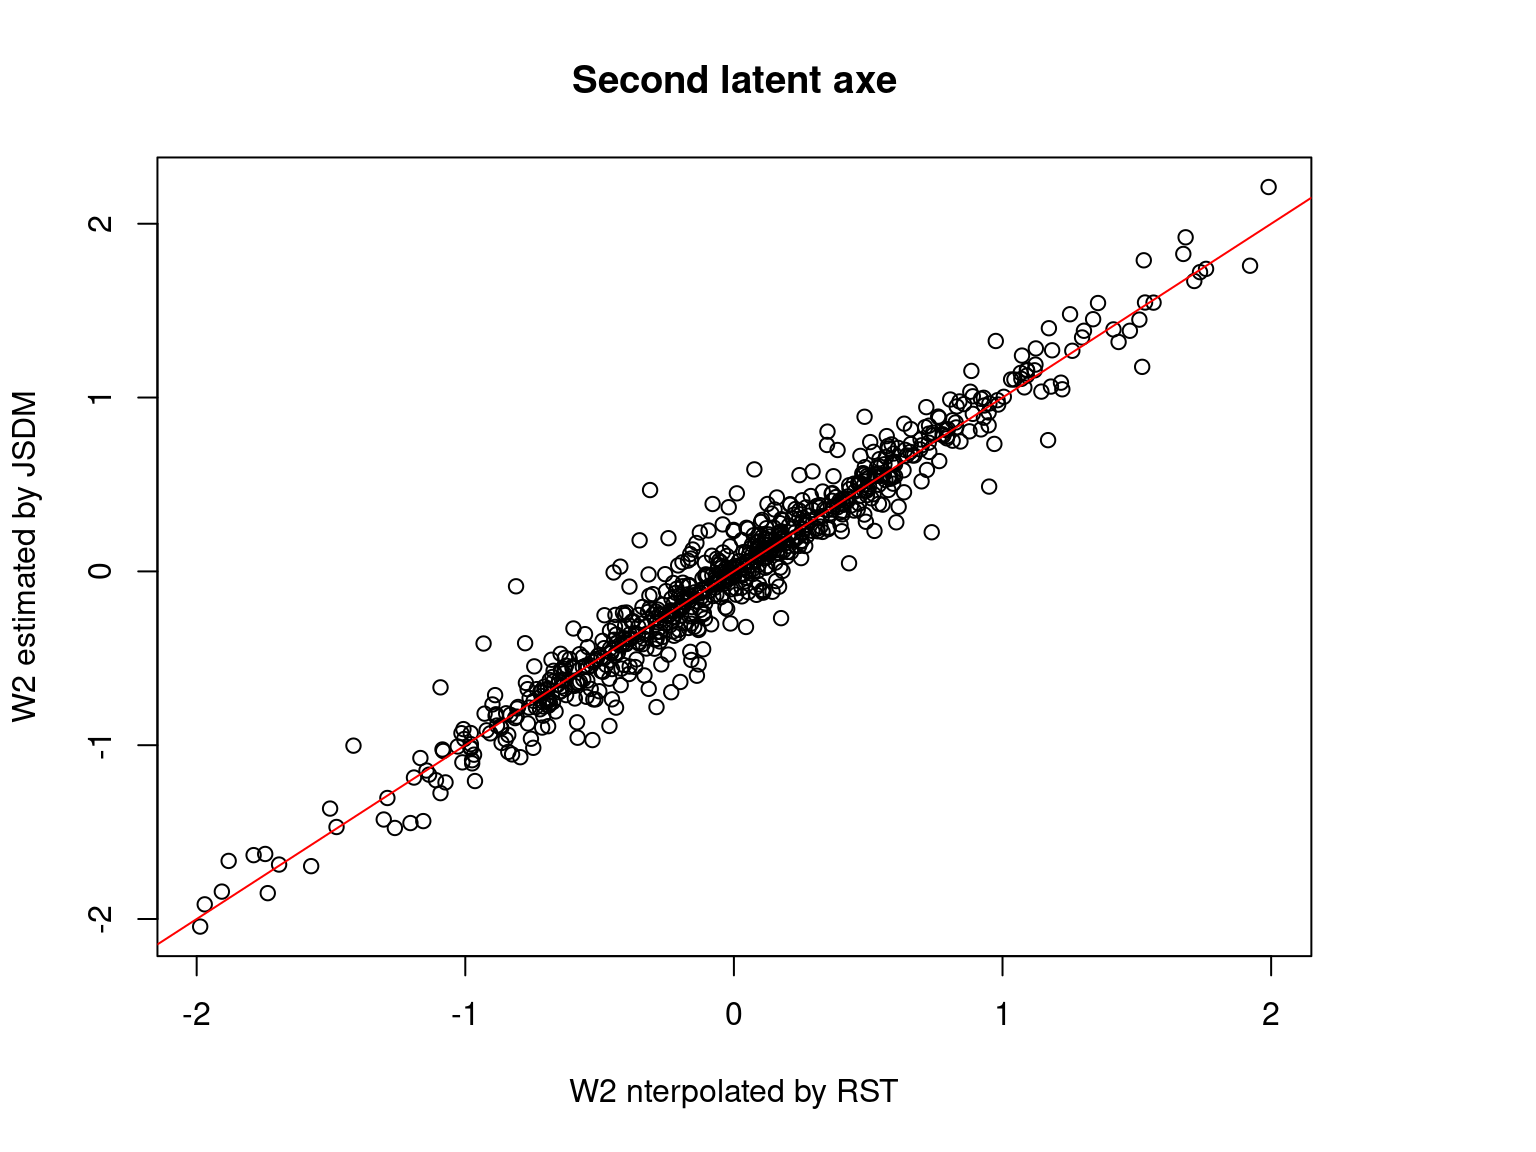 Second latent axe
W2 estimated by JSDM
2
1
0
-1
-2
-2 -1 0 1 2
W2 nterpolated by RST